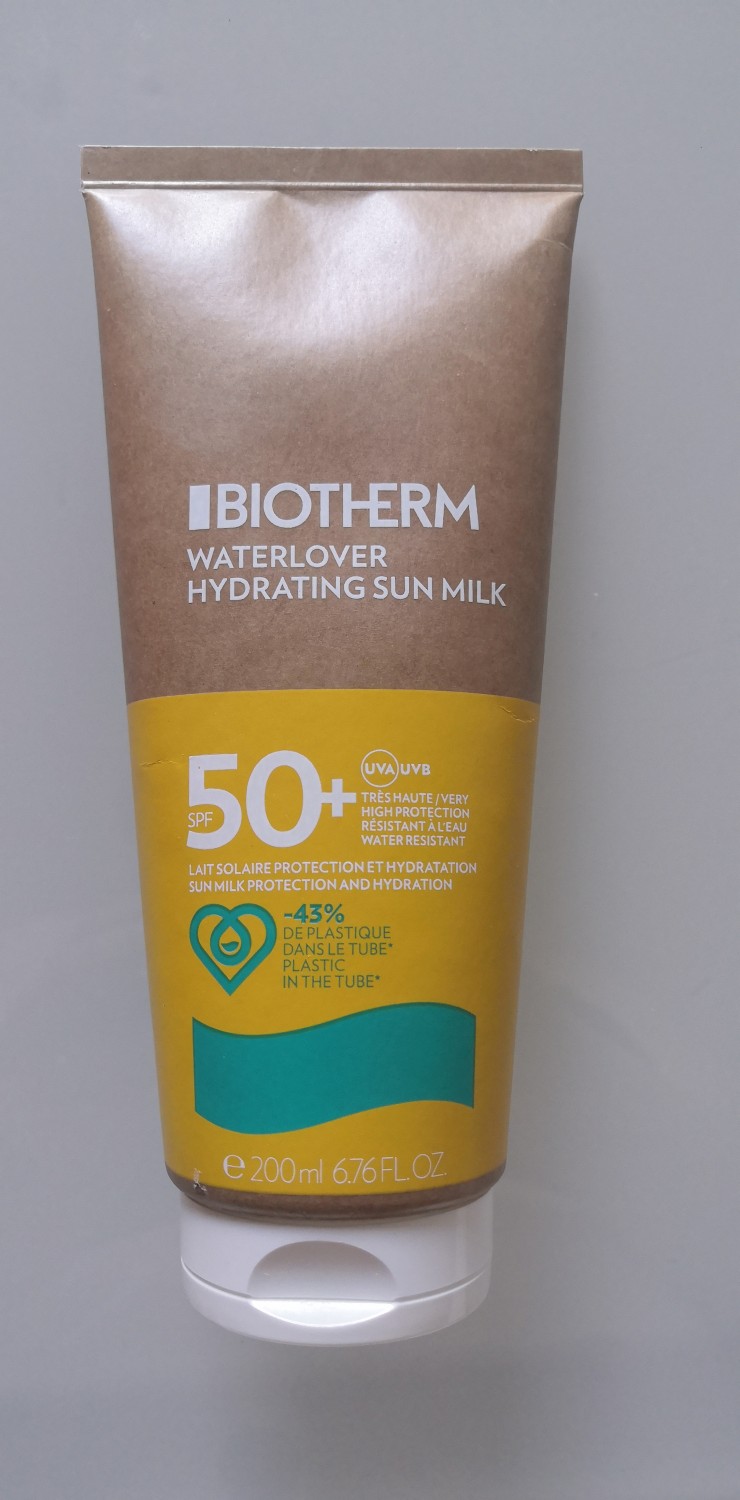 BIOTHERM
WATERLOVER
HYDRATING SUN MILK
SPF 50+
UVA UVB
TRÈS HAUTE / VERY
HIGH PROTECTION
RÉSISTANT À L'EAU
WATER RESISTANT
LAIT SOLAIRE PROTECTION ET HYDRATATION
SUN MILK PROTECTION AND HYDRATION
-43%
DE PLASTIQUE
DANS LE TUBE*
PLASTIC
IN THE TUBE*
e 200ml 6.76 FL. OZ.